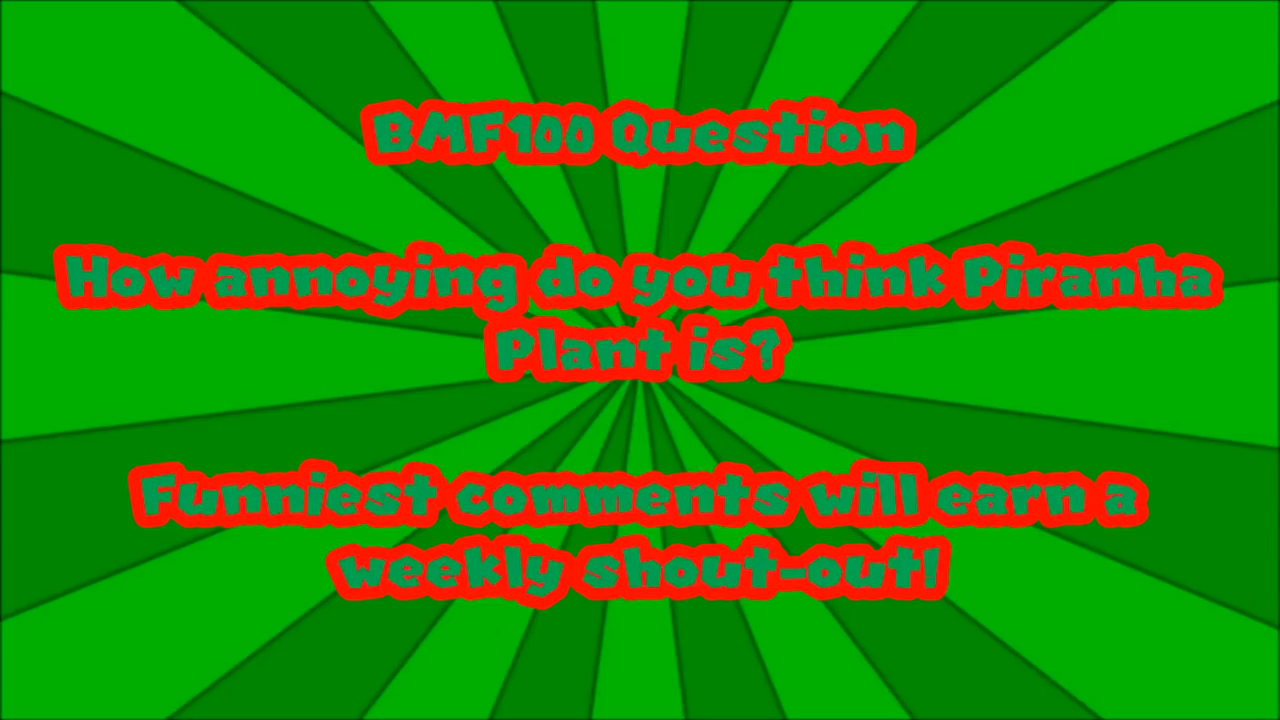 BMF100 Question
How annoying do you think Piranha
Plant is?
Funniest comments will earn a
weekly shout-out!